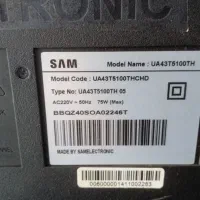 TRONIC
SAM
Model Name : UA43T5100TH
Model Code : UA43T5100THCHD
Type No: UA43T5100TH 05
AC220V ~ 50Hz 75W (Max)
BBQZ40SOA02246T
MADE BY SAMELECTRONIC